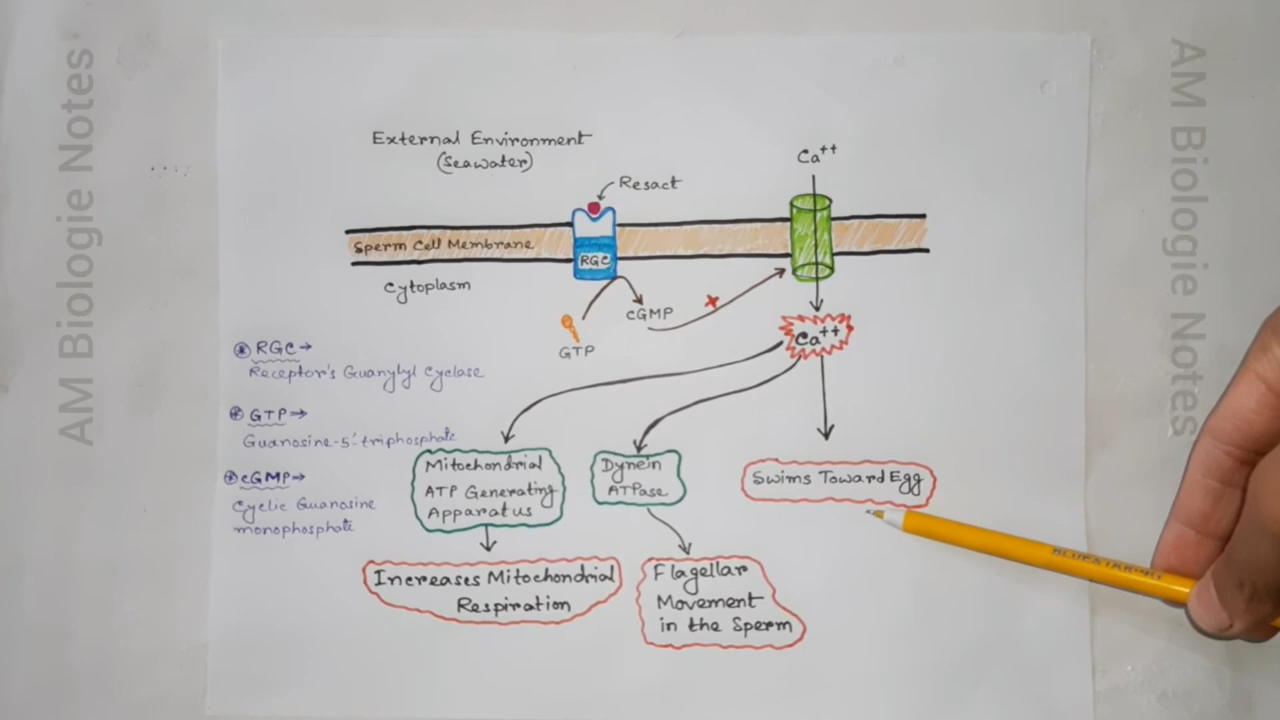 AM Biologie Notes
AM Biologie Notes
External Environment
(Seawater)
Ca++
Resact
Sperm Cell Membrane
RGC
Cytoplasm
cGMP
GTP
Ca++
RGC→
Receptor's Guanylyl Cyclase
GTP→
Guanosine-5'-triphosphate
cGMP→
Cyclic Guanosine
monophosphate
Mitochondrial
ATP Generating
Apparatus
Dynein
ATPase
Swims Toward Egg
Increases Mitochondrial
Respiration
Flagellar
Movement
in the Sperm